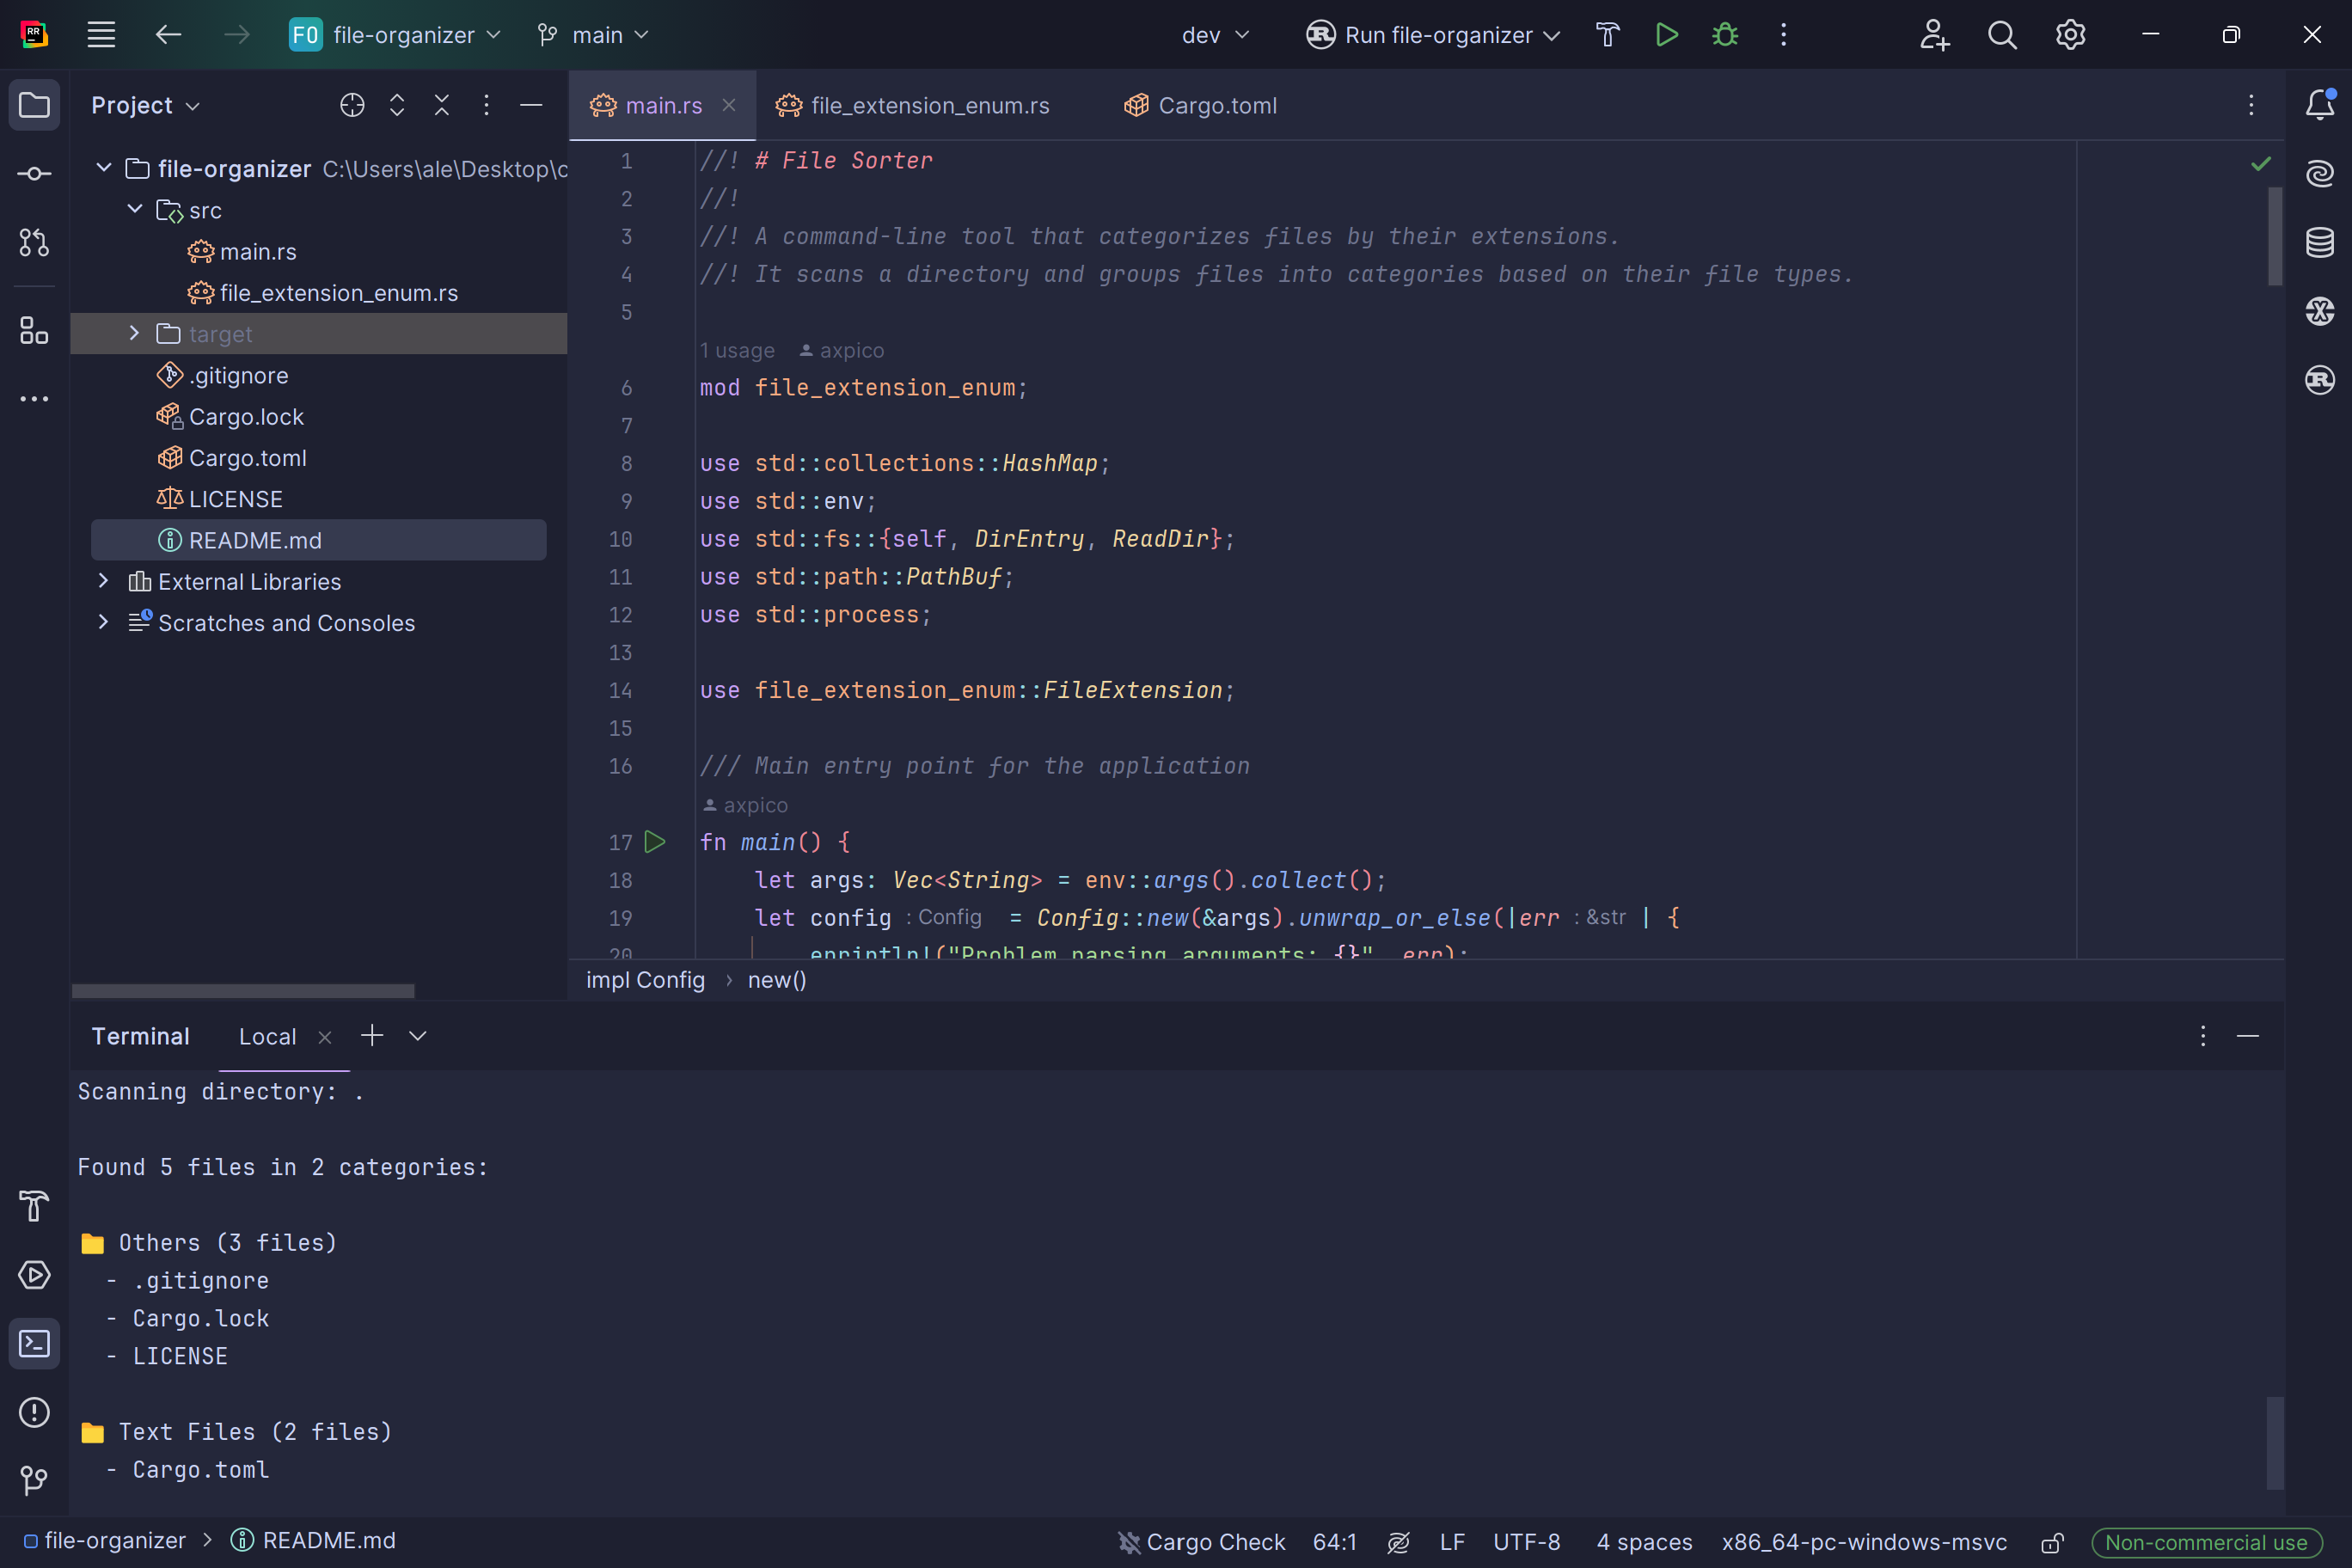 RR
FO file-organizer main dev Run file-organizer
Project
file-organizer C:\Users\ale\Desktop\c
src
main.rs
file_extension_enum.rs
target
.gitignore
Cargo.lock
Cargo.toml
LICENSE
README.md
External Libraries
Scratches and Consoles
main.rs file_extension_enum.rs Cargo.toml
1 //! # File Sorter
2 //!
3 //! A command-line tool that categorizes files by their extensions.
4 //! It scans a directory and groups files into categories based on their file types.
5
1 usage axpico
6 mod file_extension_enum;
7
8 use std::collections::HashMap;
9 use std::env;
10 use std::fs::{self, DirEntry, ReadDir};
11 use std::path::PathBuf;
12 use std::process;
13
14 use file_extension_enum::FileExtension;
15
16 /// Main entry point for the application
axpico
17 fn main() {
18 let args: Vec<String> = env::args().collect();
19 let config : Config = Config::new(&args).unwrap_or_else(|err : &str | {
20 eprintln!("Problem parsing arguments: {}", err);
impl Config › new()
Terminal Local
Scanning directory: .
Found 5 files in 2 categories:
Others (3 files)
- .gitignore
- Cargo.lock
- LICENSE
Text Files (2 files)
- Cargo.toml
file-organizer > README.md Cargo Check 64:1 LF UTF-8 4 spaces x86_64-pc-windows-msvc Non-commercial use